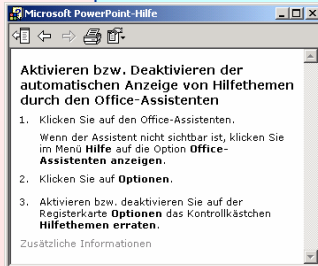 Microsoft PowerPoint-Hilfe
Aktivieren bzw. Deaktivieren der
automatischen Anzeige von Hilfethemen
durch den Office-Assistenten
1. Klicken Sie auf den Office-Assistenten.
Wenn der Assistent nicht sichtbar ist, klicken Sie
im Menü Hilfe auf die Option Office-
Assistenten anzeigen.
2. Klicken Sie auf Optionen.
3. Aktivieren bzw. deaktivieren Sie auf der
Registerkarte Optionen das Kontrollkästchen
Hilfethemen erraten.
Zusätzliche Informationen